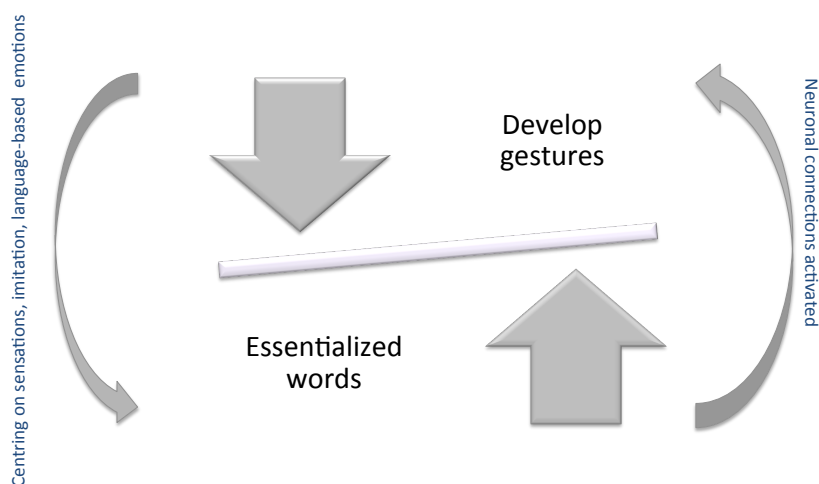 Centring on sensations, imitation, language-based emotions
Develop
gestures
Essentialized
words
Neuronal connections activated